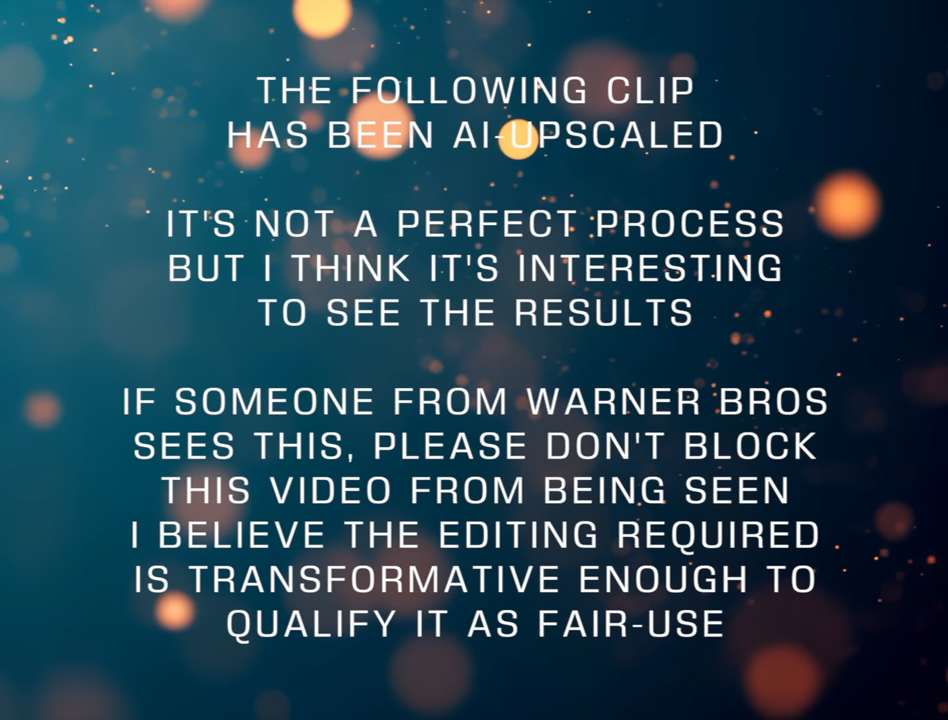 THE FOLLOWING CLIP
HAS BEEN AI-UPSCALED
IT'S NOT A PERFECT PROCESS
BUT I THINK IT'S INTERESTING
TO SEE THE RESULTS
IF SOMEONE FROM WARNER BROS
SEES THIS, PLEASE DON'T BLOCK
THIS VIDEO FROM BEING SEEN
I BELIEVE THE EDITING REQUIRED
IS TRANSFORMATIVE ENOUGH TO
QUALIFY IT AS FAIR-USE